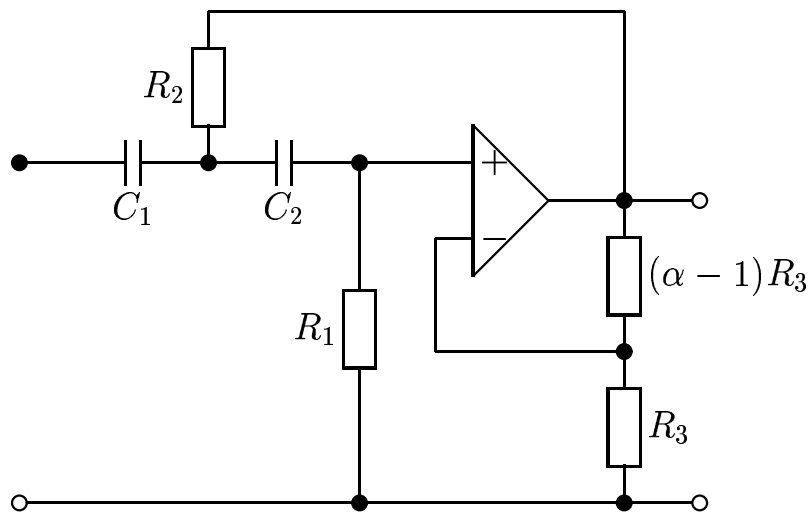 R₂
C₁
C₂
+
−
(α − 1)R₃
R₁
R₃